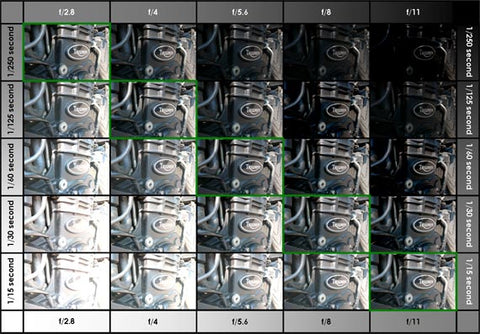 f/2.8 f/4 f/5.6 f/8 f/11
1/250 second 1/250 second
1/125 second 1/125 second
1/60 second 1/60 second
1/30 second 1/30 second
1/15 second 1/15 second
f/2.8 f/4 f/5.6 f/8 f/11